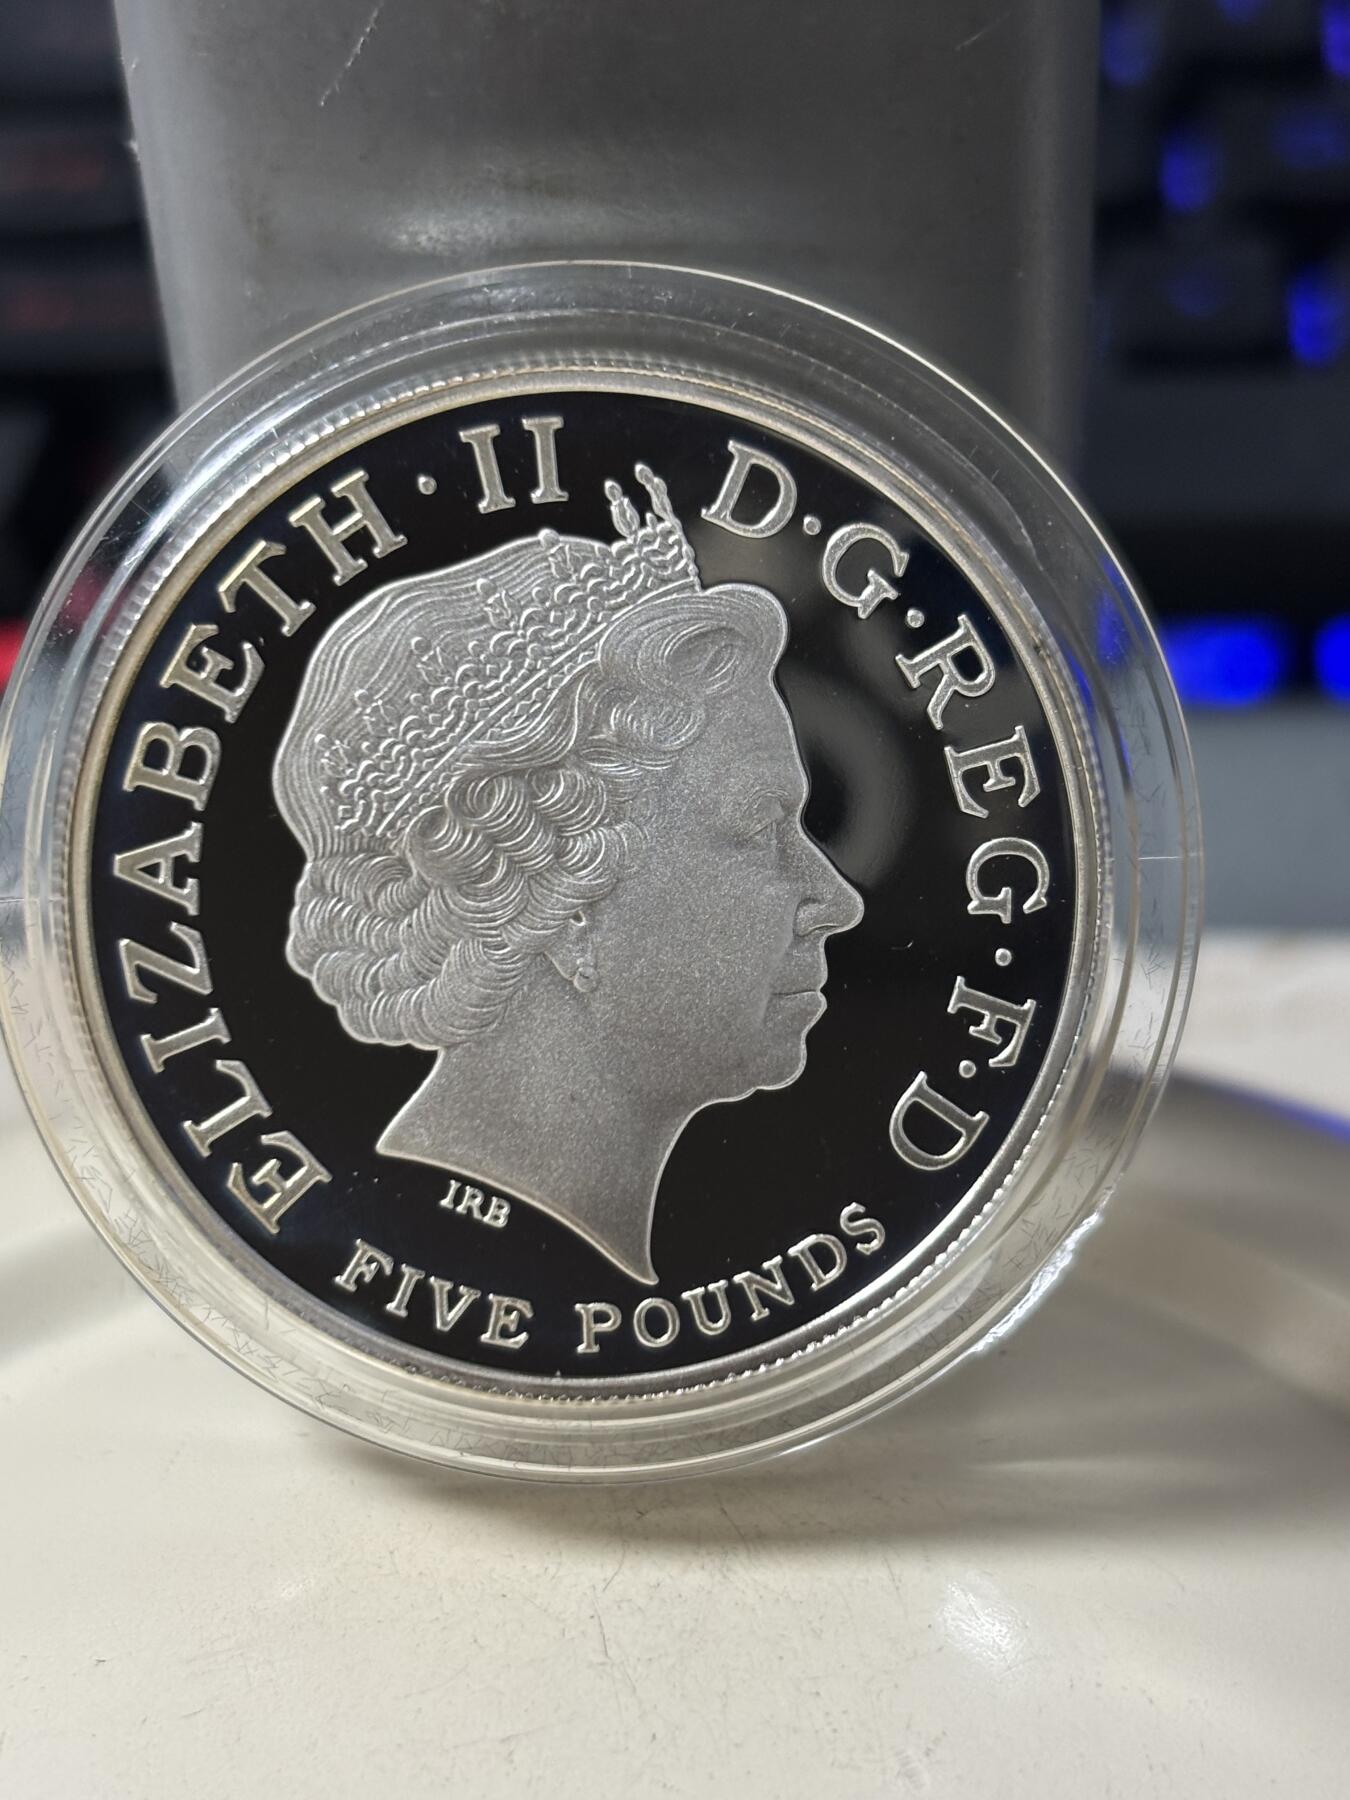 ELIZABETH · II D · G · REG · F · D
IRB
FIVE POUNDS